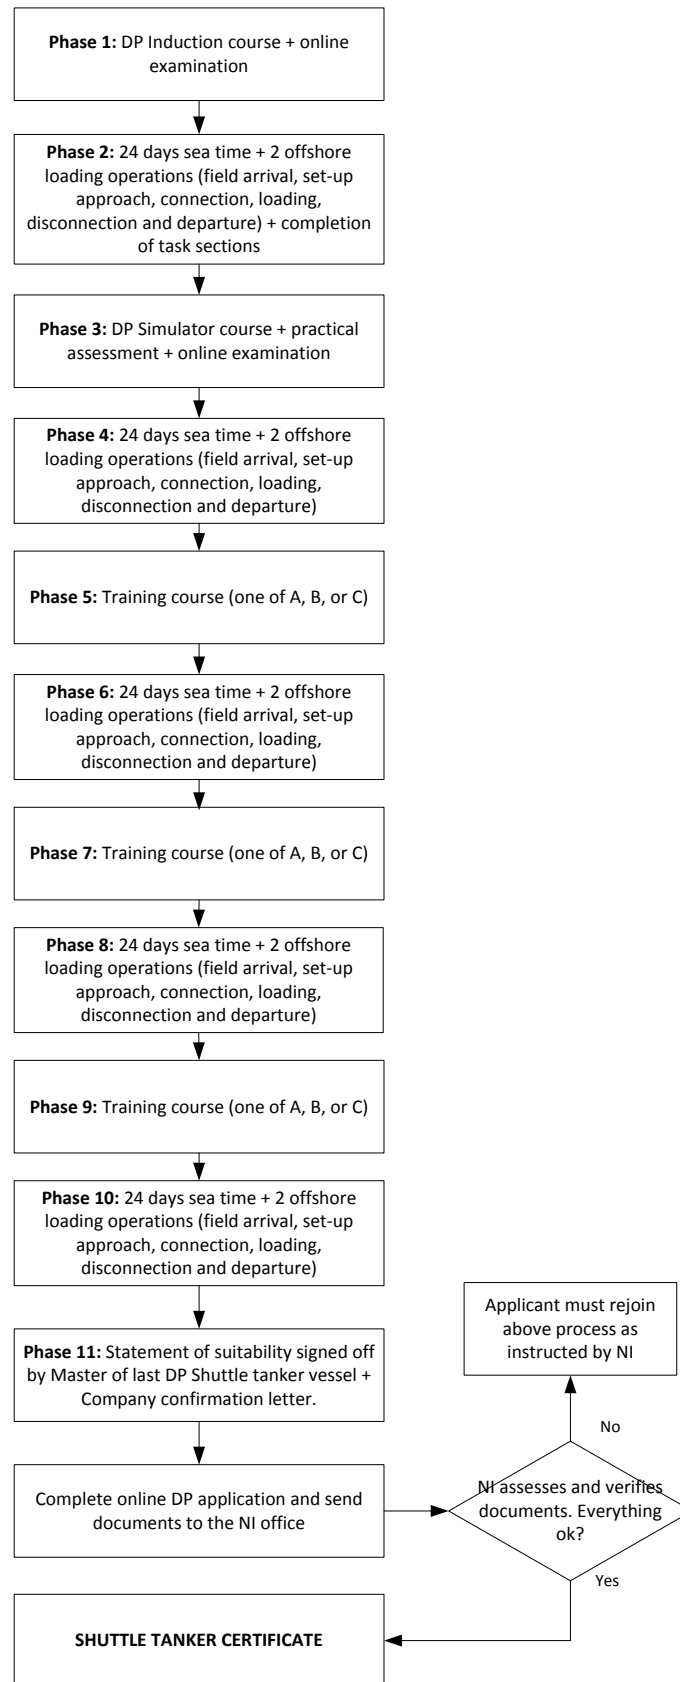 Phase 1: DP Induction course + online
examination
Phase 2: 24 days sea time + 2 offshore
loading operations (field arrival, set-up
approach, connection, loading,
disconnection and departure) + completion
of task sections
Phase 3: DP Simulator course + practical
assessment + online examination
Phase 4: 24 days sea time + 2 offshore
loading operations (field arrival, set-up
approach, connection, loading,
disconnection and departure)
Phase 5: Training course (one of A, B, or C)
Phase 6: 24 days sea time + 2 offshore
loading operations (field arrival, set-up
approach, connection, loading,
disconnection and departure)
Phase 7: Training course (one of A, B, or C)
Phase 8: 24 days sea time + 2 offshore
loading operations (field arrival, set-up
approach, connection, loading,
disconnection and departure)
Phase 9: Training course (one of A, B, or C)
Phase 10: 24 days sea time + 2 offshore
loading operations (field arrival, set-up
approach, connection, loading,
disconnection and departure)
Phase 11: Statement of suitability signed off
by Master of last DP Shuttle tanker vessel +
Company confirmation letter.
Complete online DP application and send
documents to the NI office
NI assesses and verifies
documents. Everything
ok?
No
Applicant must rejoin
above process as
instructed by NI
Yes
SHUTTLE TANKER CERTIFICATE